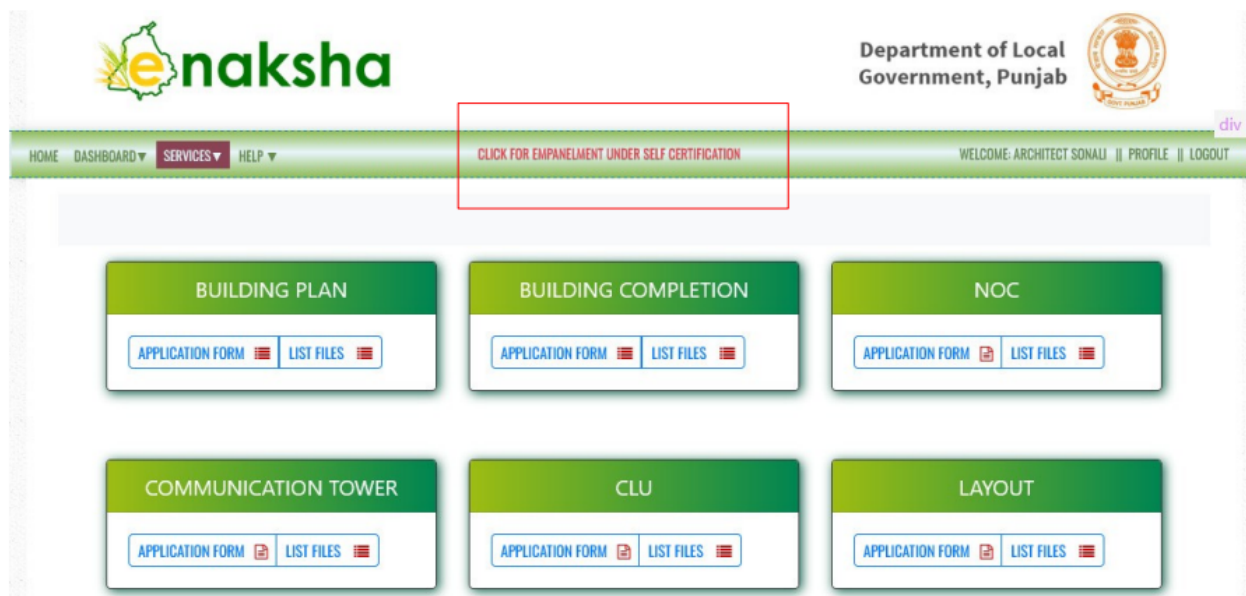 enaksha
Department of Local
Government, Punjab
GOVT. PUNJAB
div
HOME DASHBOARD▼ SERVICES▼ HELP ▼ CLICK FOR EMPANELMENT UNDER SELF CERTIFICATION WELCOME: ARCHITECT SONALI || PROFILE || LOGOUT
BUILDING PLAN BUILDING COMPLETION NOC
APPLICATION FORM LIST FILES APPLICATION FORM LIST FILES APPLICATION FORM LIST FILES
COMMUNICATION TOWER CLU LAYOUT
APPLICATION FORM LIST FILES APPLICATION FORM LIST FILES APPLICATION FORM LIST FILES